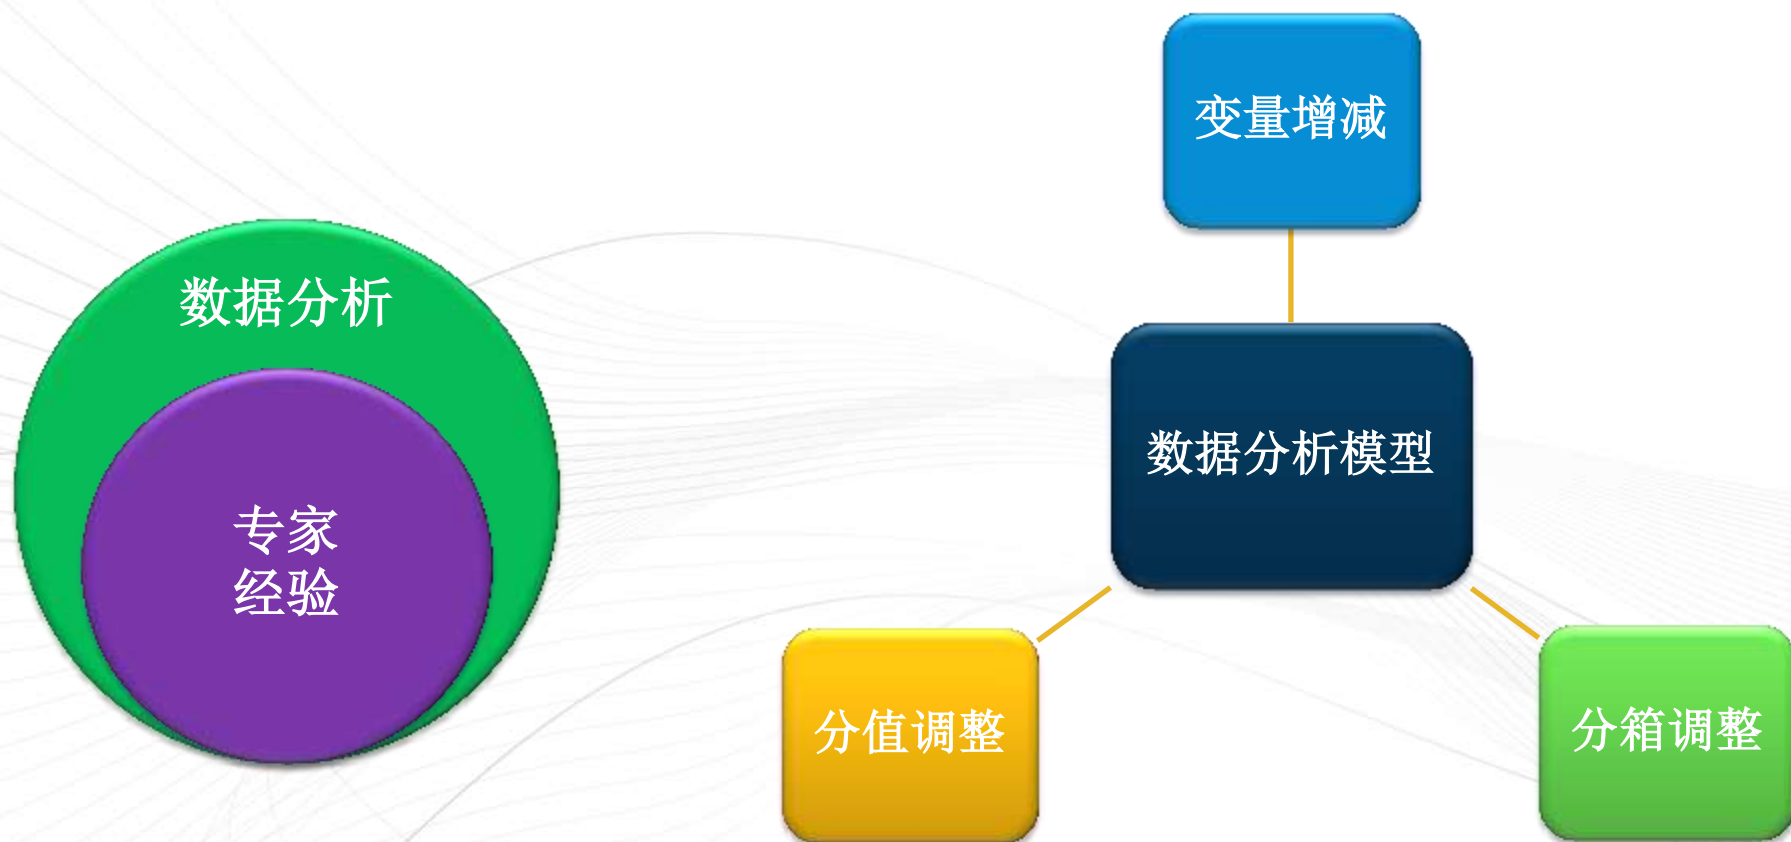 数据分析
专家
经验
变量增减
数据分析模型
分值调整
分箱调整